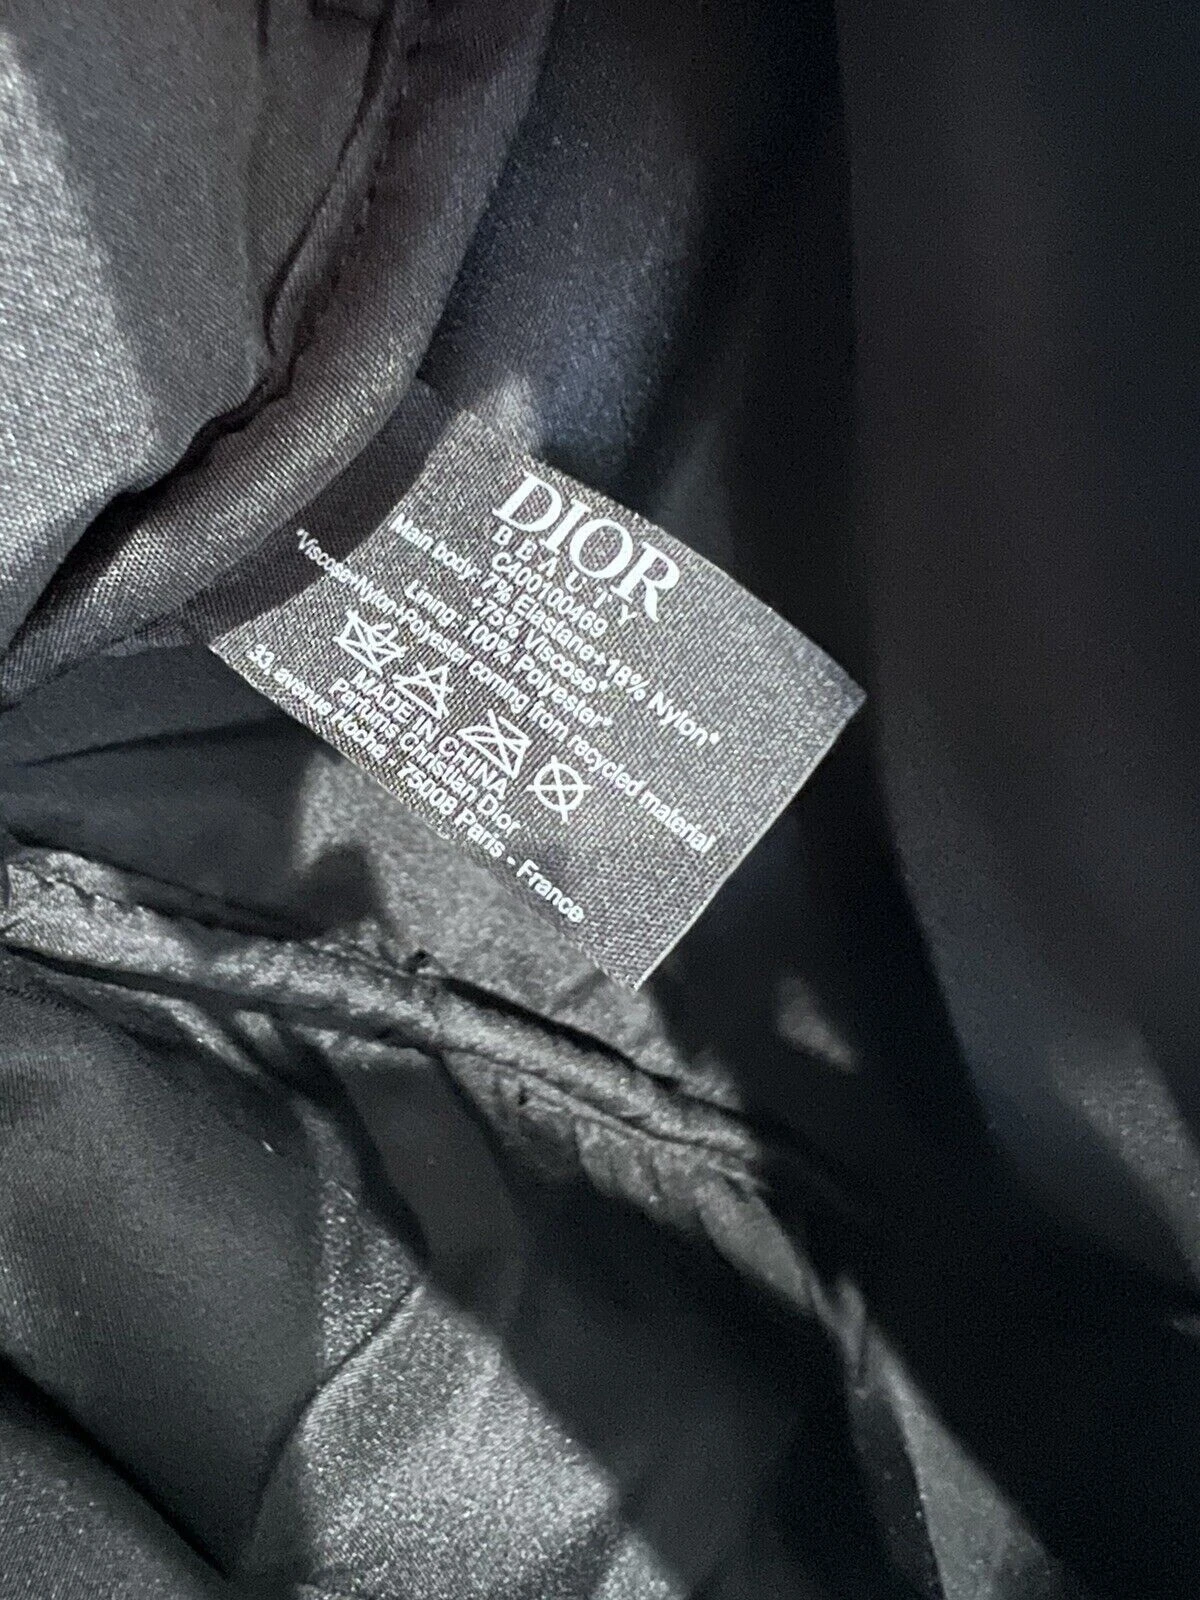 DIOR
BEAUTY
C400100469
Main body: 7% Elastane+18% Nylon*
+75% Viscose*
Lining: 100% Polyester*
*Viscose+Nylon+Polyester coming from recycled material
MADE IN CHINA
Parfums Christian Dior
33, avenue Hoche, 75008 Paris - France